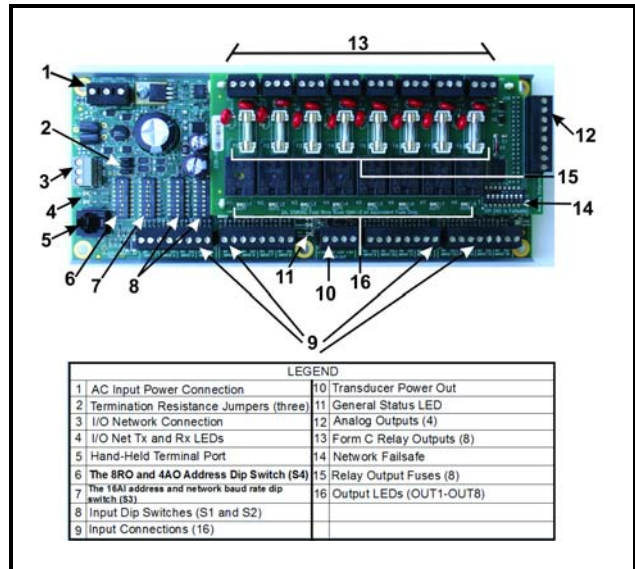 13
1
2
3
4
5
6
7
8
9
10
11
12
14
15
16
LEGEND
1 AC Input Power Connection
2 Termination Resistance Jumpers (three)
3 I/O Network Connection
4 I/O Net Tx and Rx LEDs
5 Hand-Held Terminal Port
6 The 8RO and 4AO Address Dip Switch (S4)
7 The 16AI address and network baud rate dip
switch (S3)
8 Input Dip Switches (S1 and S2)
9 Input Connections (16)
10 Transducer Power Out
11 General Status LED
12 Analog Outputs (4)
13 Form C Relay Outputs (8)
14 Network Failsafe
15 Relay Output Fuses (8)
16 Output LEDs (OUT1-OUT8)